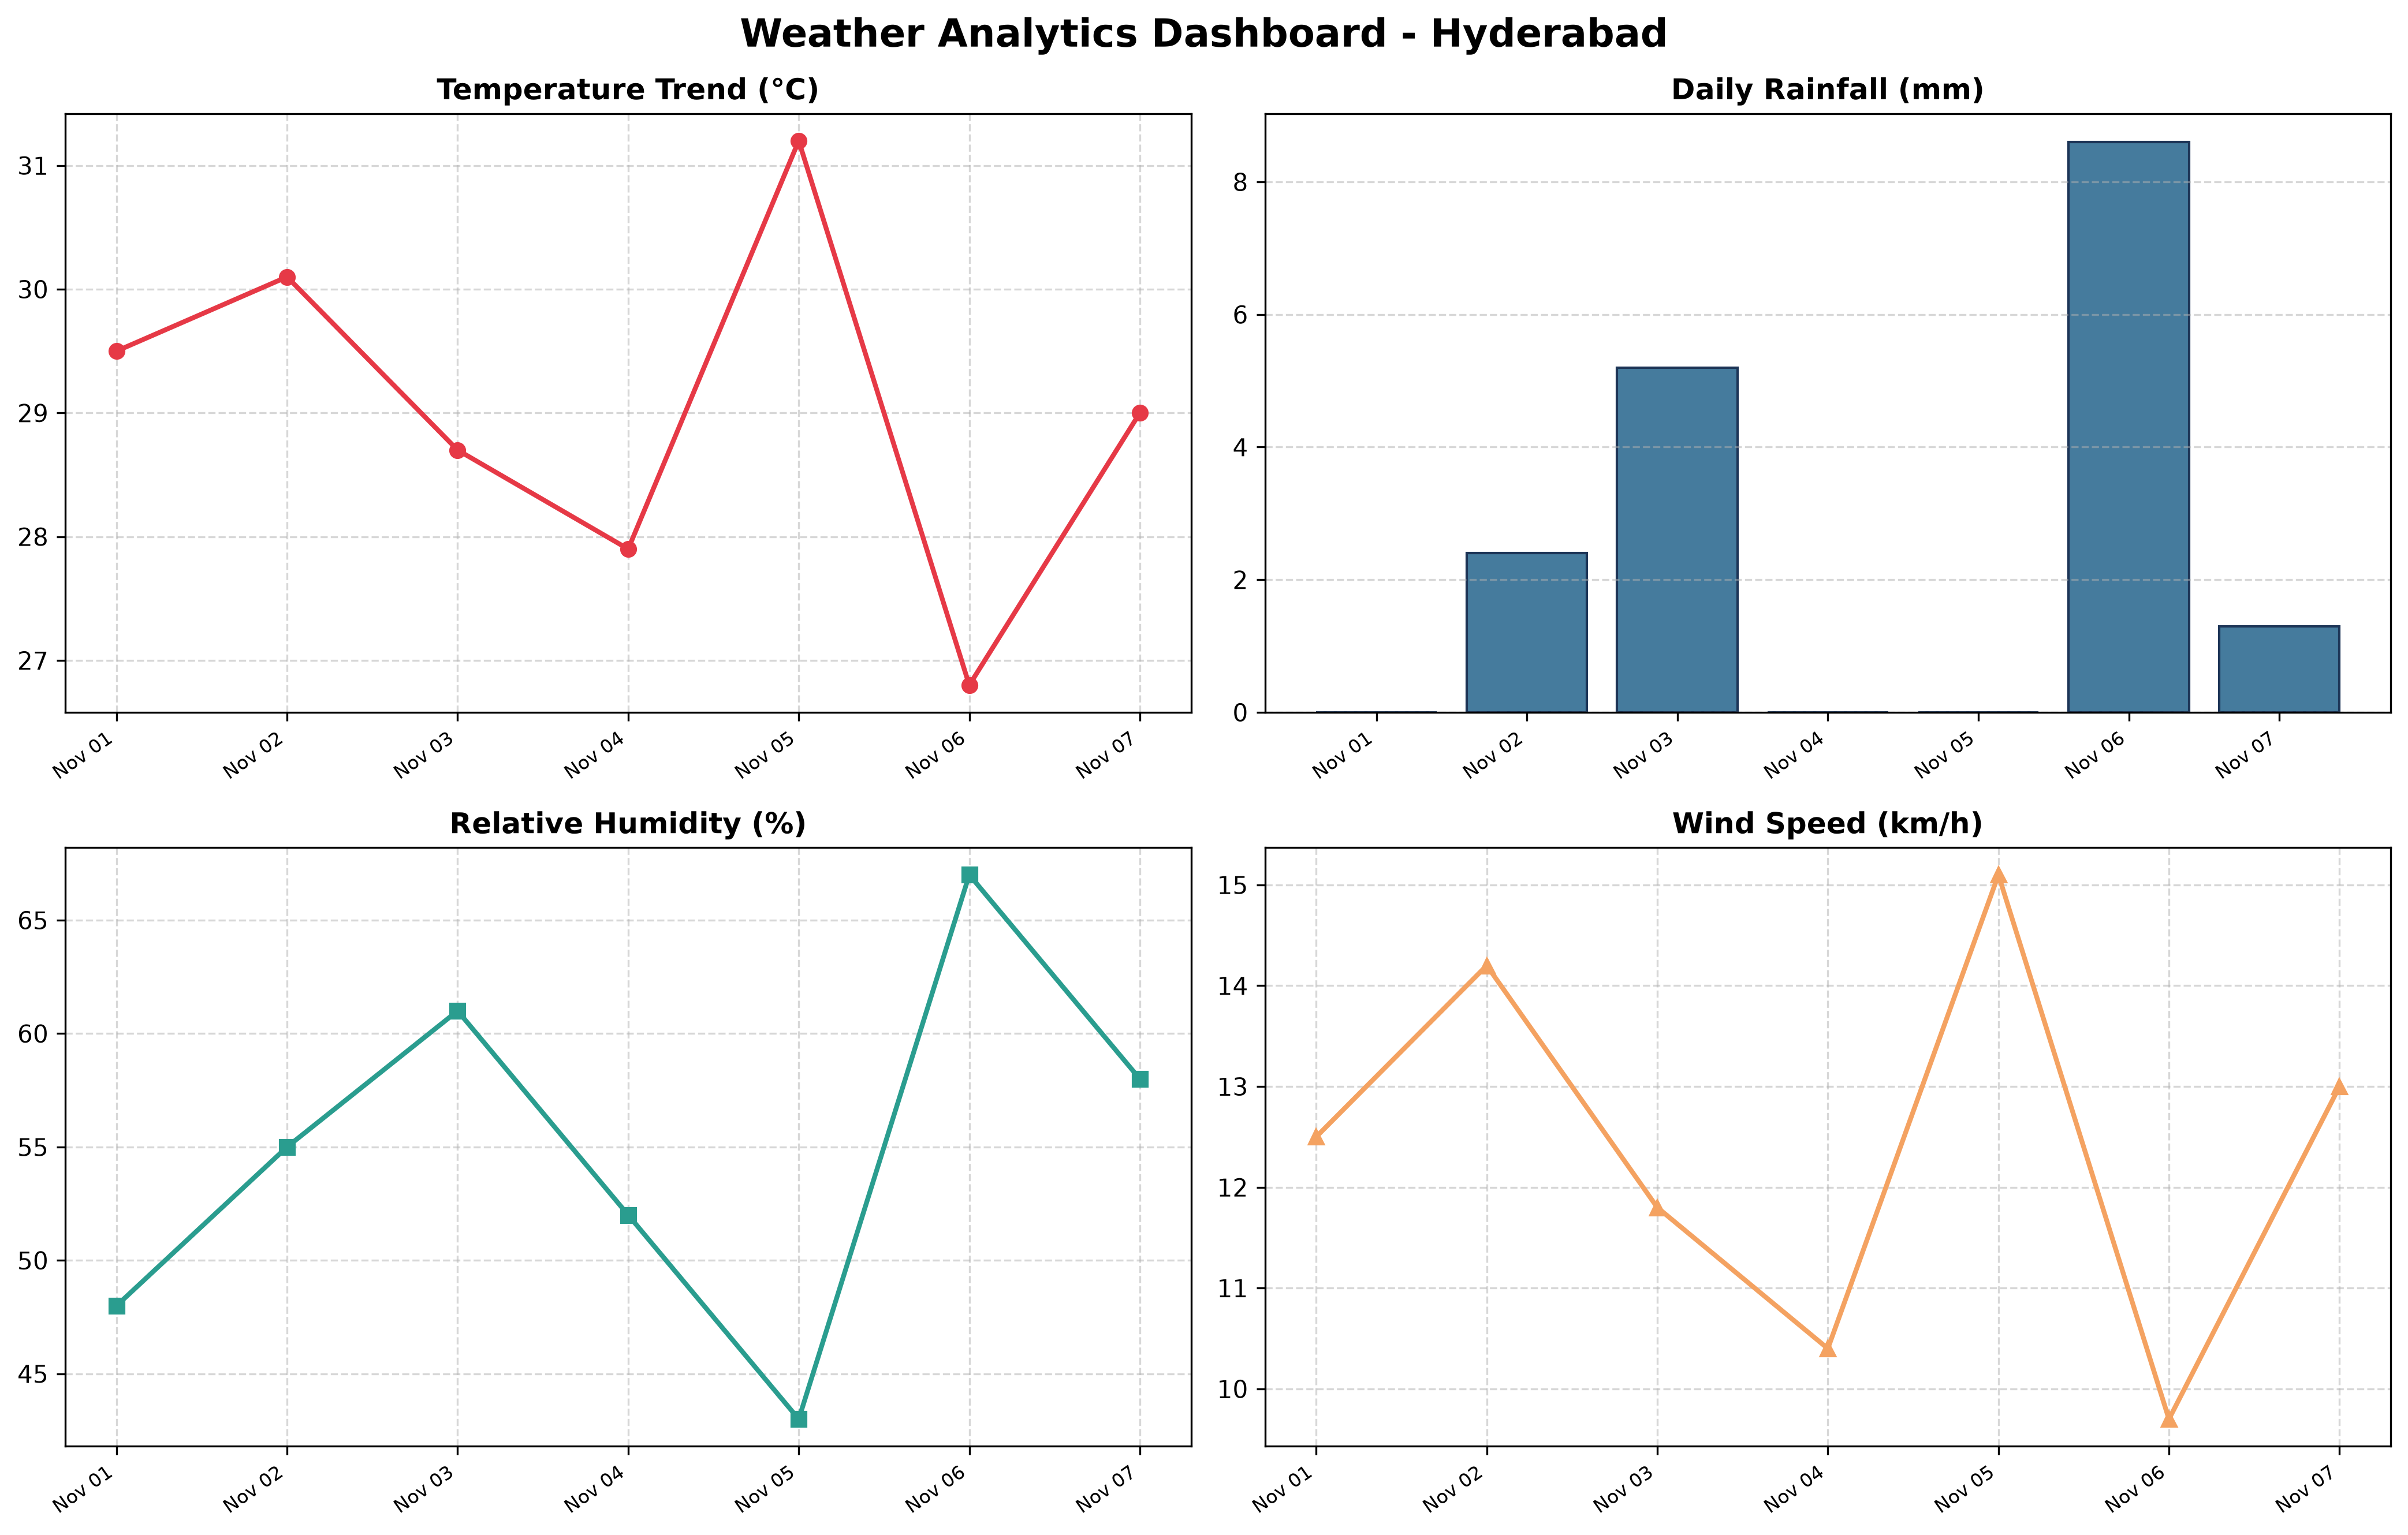 Weather Analytics Dashboard - Hyderabad
Temperature Trend (°C)
31
30
29
28
27
Nov 01
Nov 02
Nov 03
Nov 04
Nov 05
Nov 06
Nov 07
Daily Rainfall (mm)
8
6
4
2
0
Nov 01
Nov 02
Nov 03
Nov 04
Nov 05
Nov 06
Nov 07
Relative Humidity (%)
65
60
55
50
45
Nov 01
Nov 02
Nov 03
Nov 04
Nov 05
Nov 06
Nov 07
Wind Speed (km/h)
15
14
13
12
11
10
Nov 01
Nov 02
Nov 03
Nov 04
Nov 05
Nov 06
Nov 07